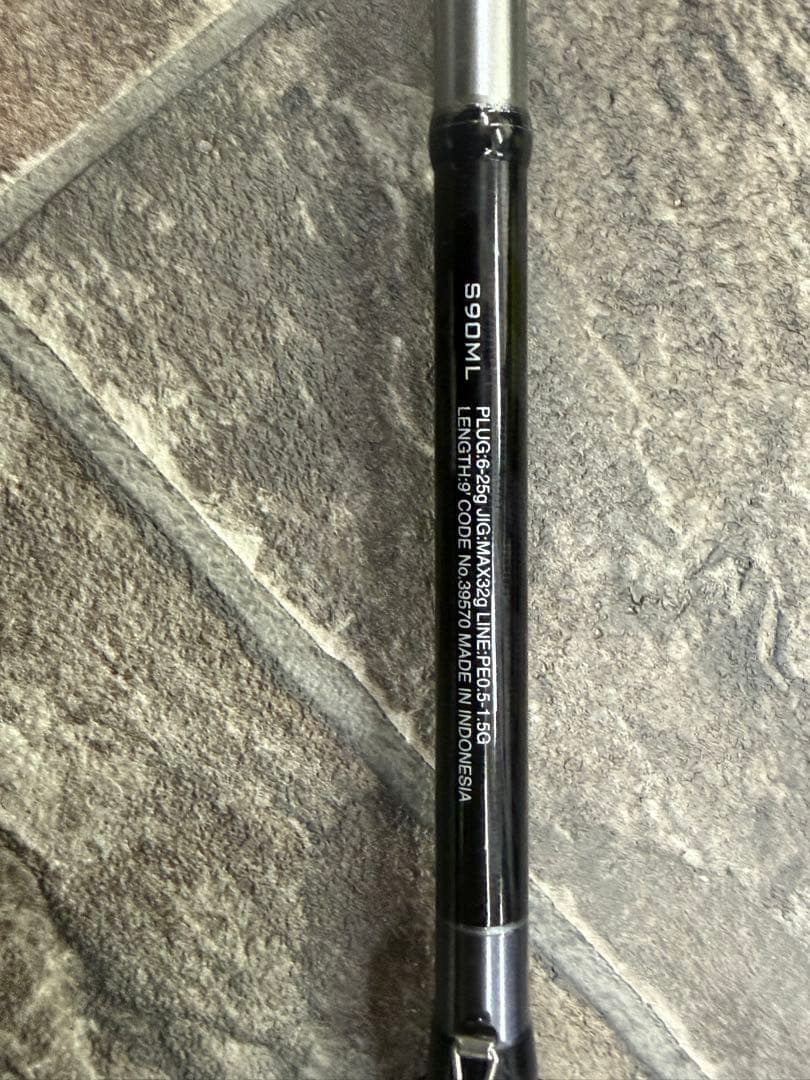 S90ML
PLUG:6-25g JIG:MAX32g LINE:PE0.5-1.5G
LENGTH:9' CODE No.39570 MADE IN INDONESIA